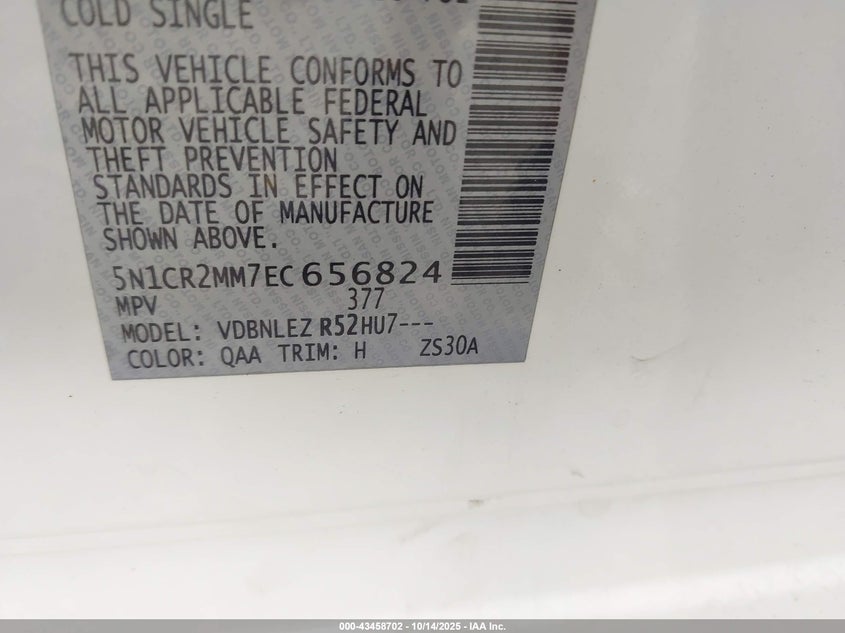 COLD SINGLE
THIS VEHICLE CONFORMS TO
ALL APPLICABLE FEDERAL
MOTOR VEHICLE SAFETY AND
THEFT PREVENTION
STANDARDS IN EFFECT ON
THE DATE OF MANUFACTURE
SHOWN ABOVE.
5N1CR2MM7EC656824
MPV 377
MODEL: VDBNLEZ R52HU7---
COLOR: QAA TRIM: H ZS30A
000-43458702 - 10/14/2025 - IAA Inc.